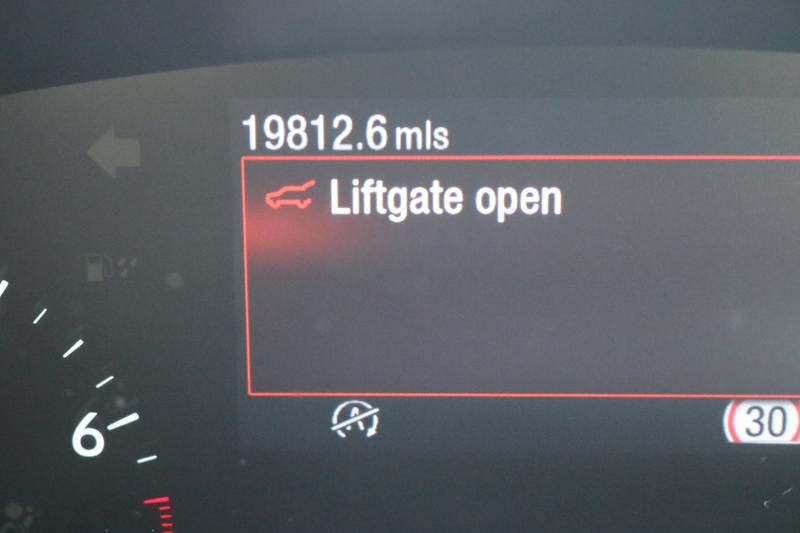 19812.6 mls
Liftgate open
6
A
30